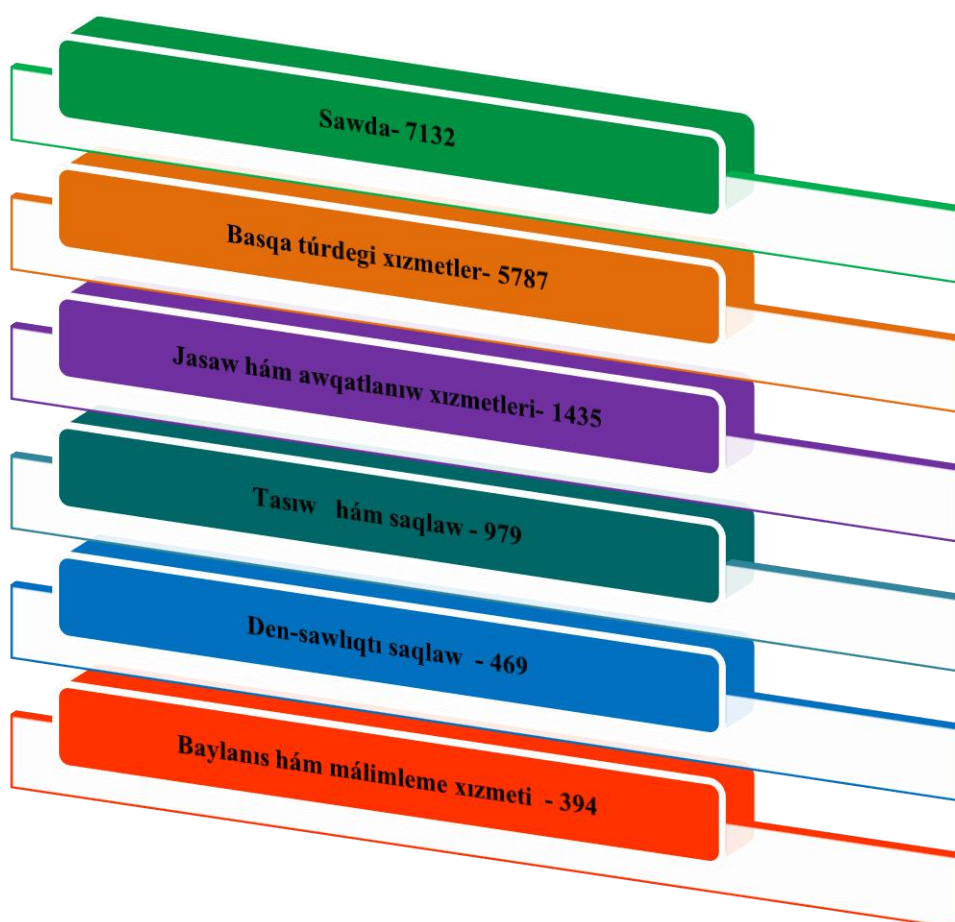 Sawda- 7132
Basqa túrdegi xızmetler- 5787
Jasaw hám awqatlanıw xızmetleri- 1435
Tasıw hám saqlaw - 979
Den-sawlıqtı saqlaw - 469
Baylanıs hám málimleme xızmeti - 394